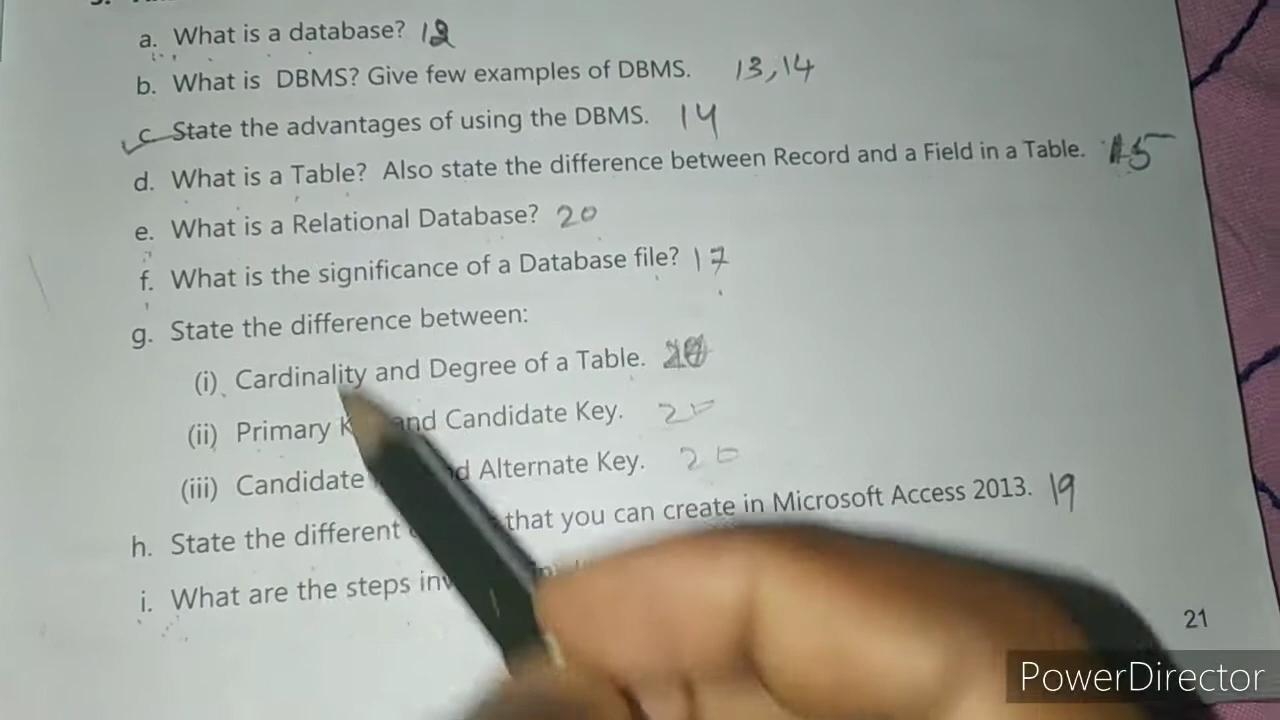 a. What is a database? 12
b. What is DBMS? Give few examples of DBMS. 13,14
c. State the advantages of using the DBMS. 14
d. What is a Table? Also state the difference between Record and a Field in a Table. 15
e. What is a Relational Database? 20
f. What is the significance of a Database file? 17
g. State the difference between:
(i) Cardinality and Degree of a Table.
(ii) Primary and Candidate Key. 20
(iii) Candidate Alternate Key. 20
h. State the different that you can create in Microsoft Access 2013. 19
i. What are the steps
21
PowerDirector